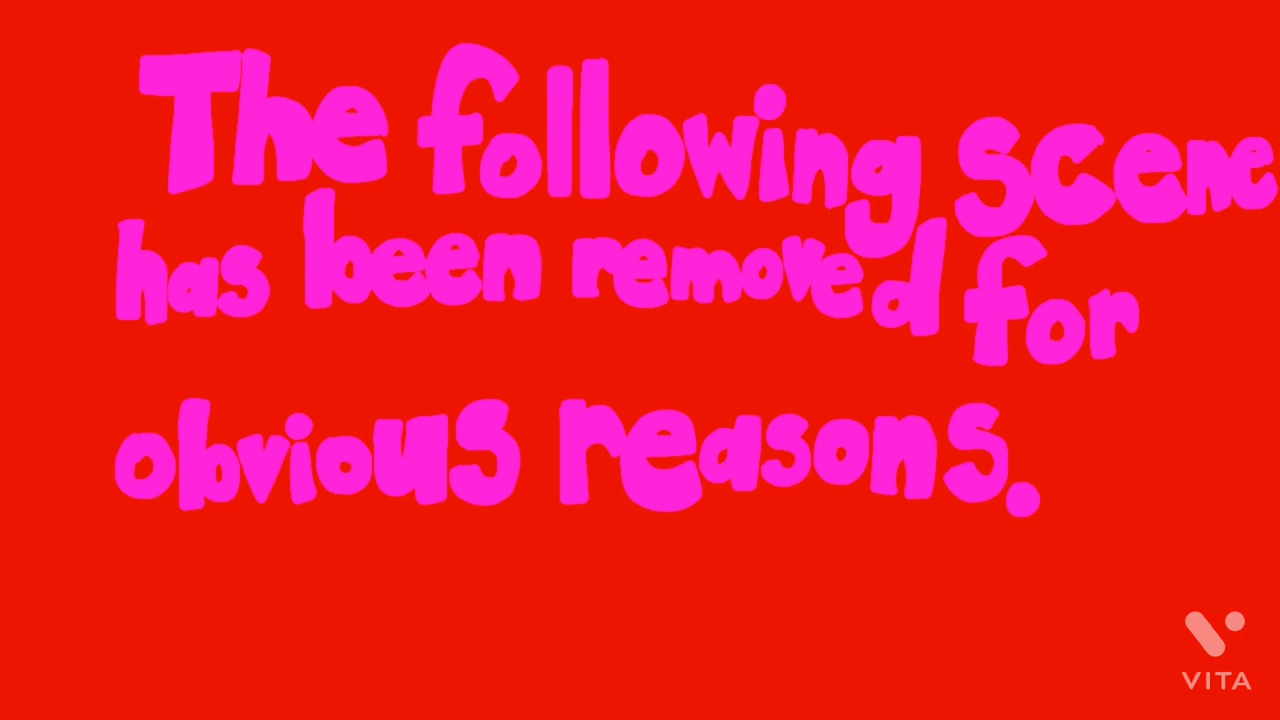 The following scene
has been removed for
obvious reasons.
VITA